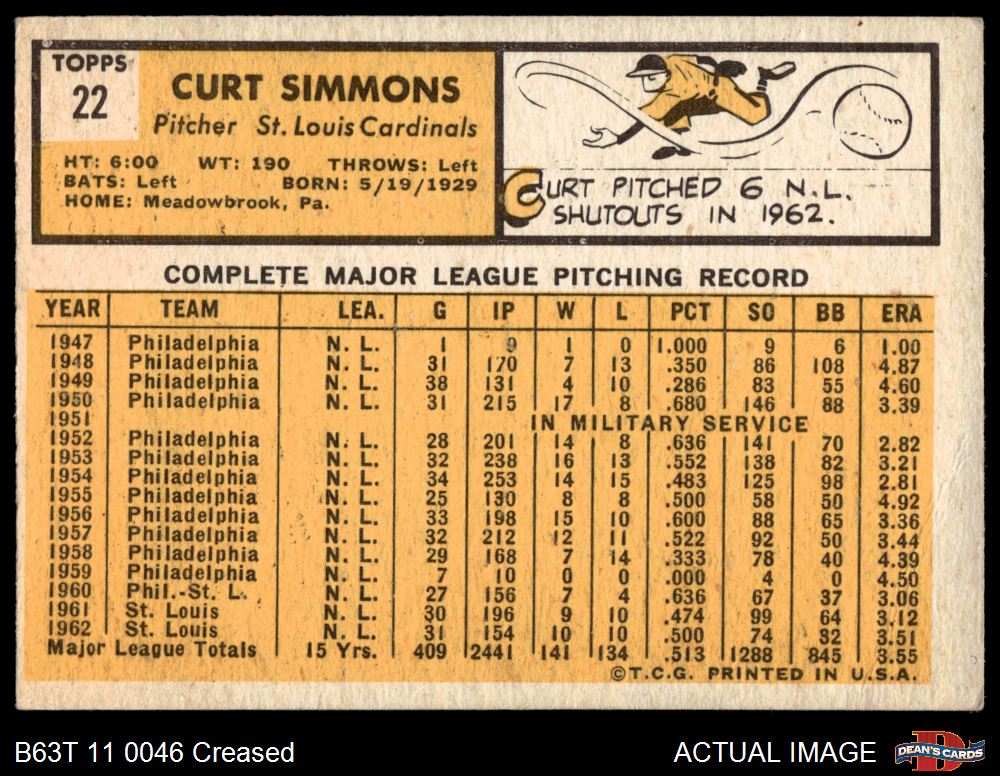 TOPPS
22
CURT SIMMONS
Pitcher St. Louis Cardinals
HT: 6:00 WT: 190 THROWS: Left
BATS: Left BORN: 5/19/1929
HOME: Meadowbrook, Pa.
CURT PITCHED 6 N.L.
SHUTOUTS IN 1962.
COMPLETE MAJOR LEAGUE PITCHING RECORD
YEAR TEAM LEA. G IP W L PCT SO BB ERA
1947 Philadelphia N. L. 1 9 1 0 1.000 9 6 1.00
1948 Philadelphia N. L. 31 170 7 13 .350 86 108 4.87
1949 Philadelphia N. L. 38 131 4 10 .286 83 55 4.60
1950 Philadelphia N. L. 31 215 17 8 .680 146 88 3.39
1951 IN MILITARY SERVICE
1952 Philadelphia N. L. 28 201 14 8 .636 141 70 2.82
1953 Philadelphia N. L. 32 238 16 13 .552 138 82 3.21
1954 Philadelphia N. L. 34 253 14 15 .483 125 98 2.81
1955 Philadelphia N. L. 25 130 8 8 .500 58 50 4.92
1956 Philadelphia N. L. 33 198 15 10 .600 88 65 3.36
1957 Philadelphia N. L. 32 212 12 11 .522 92 50 3.44
1958 Philadelphia N. L. 29 168 7 14 .333 78 40 4.39
1959 Philadelphia N. L. 7 10 0 0 .000 4 0 4.50
1960 Phil.-St. L. N. L. 27 156 7 4 .636 67 37 3.06
1961 St. Louis N. L. 30 196 9 10 .474 99 64 3.12
1962 St. Louis N. L. 31 154 10 10 .500 74 32 3.51
Major League Totals 15 Yrs. 409 2441 141 134 .513 1288 845 3.55
©T.C.G. PRINTED IN U.S.A.
B63T 11 0046 Creased
ACTUAL IMAGE
D
DEAN'S CARDS